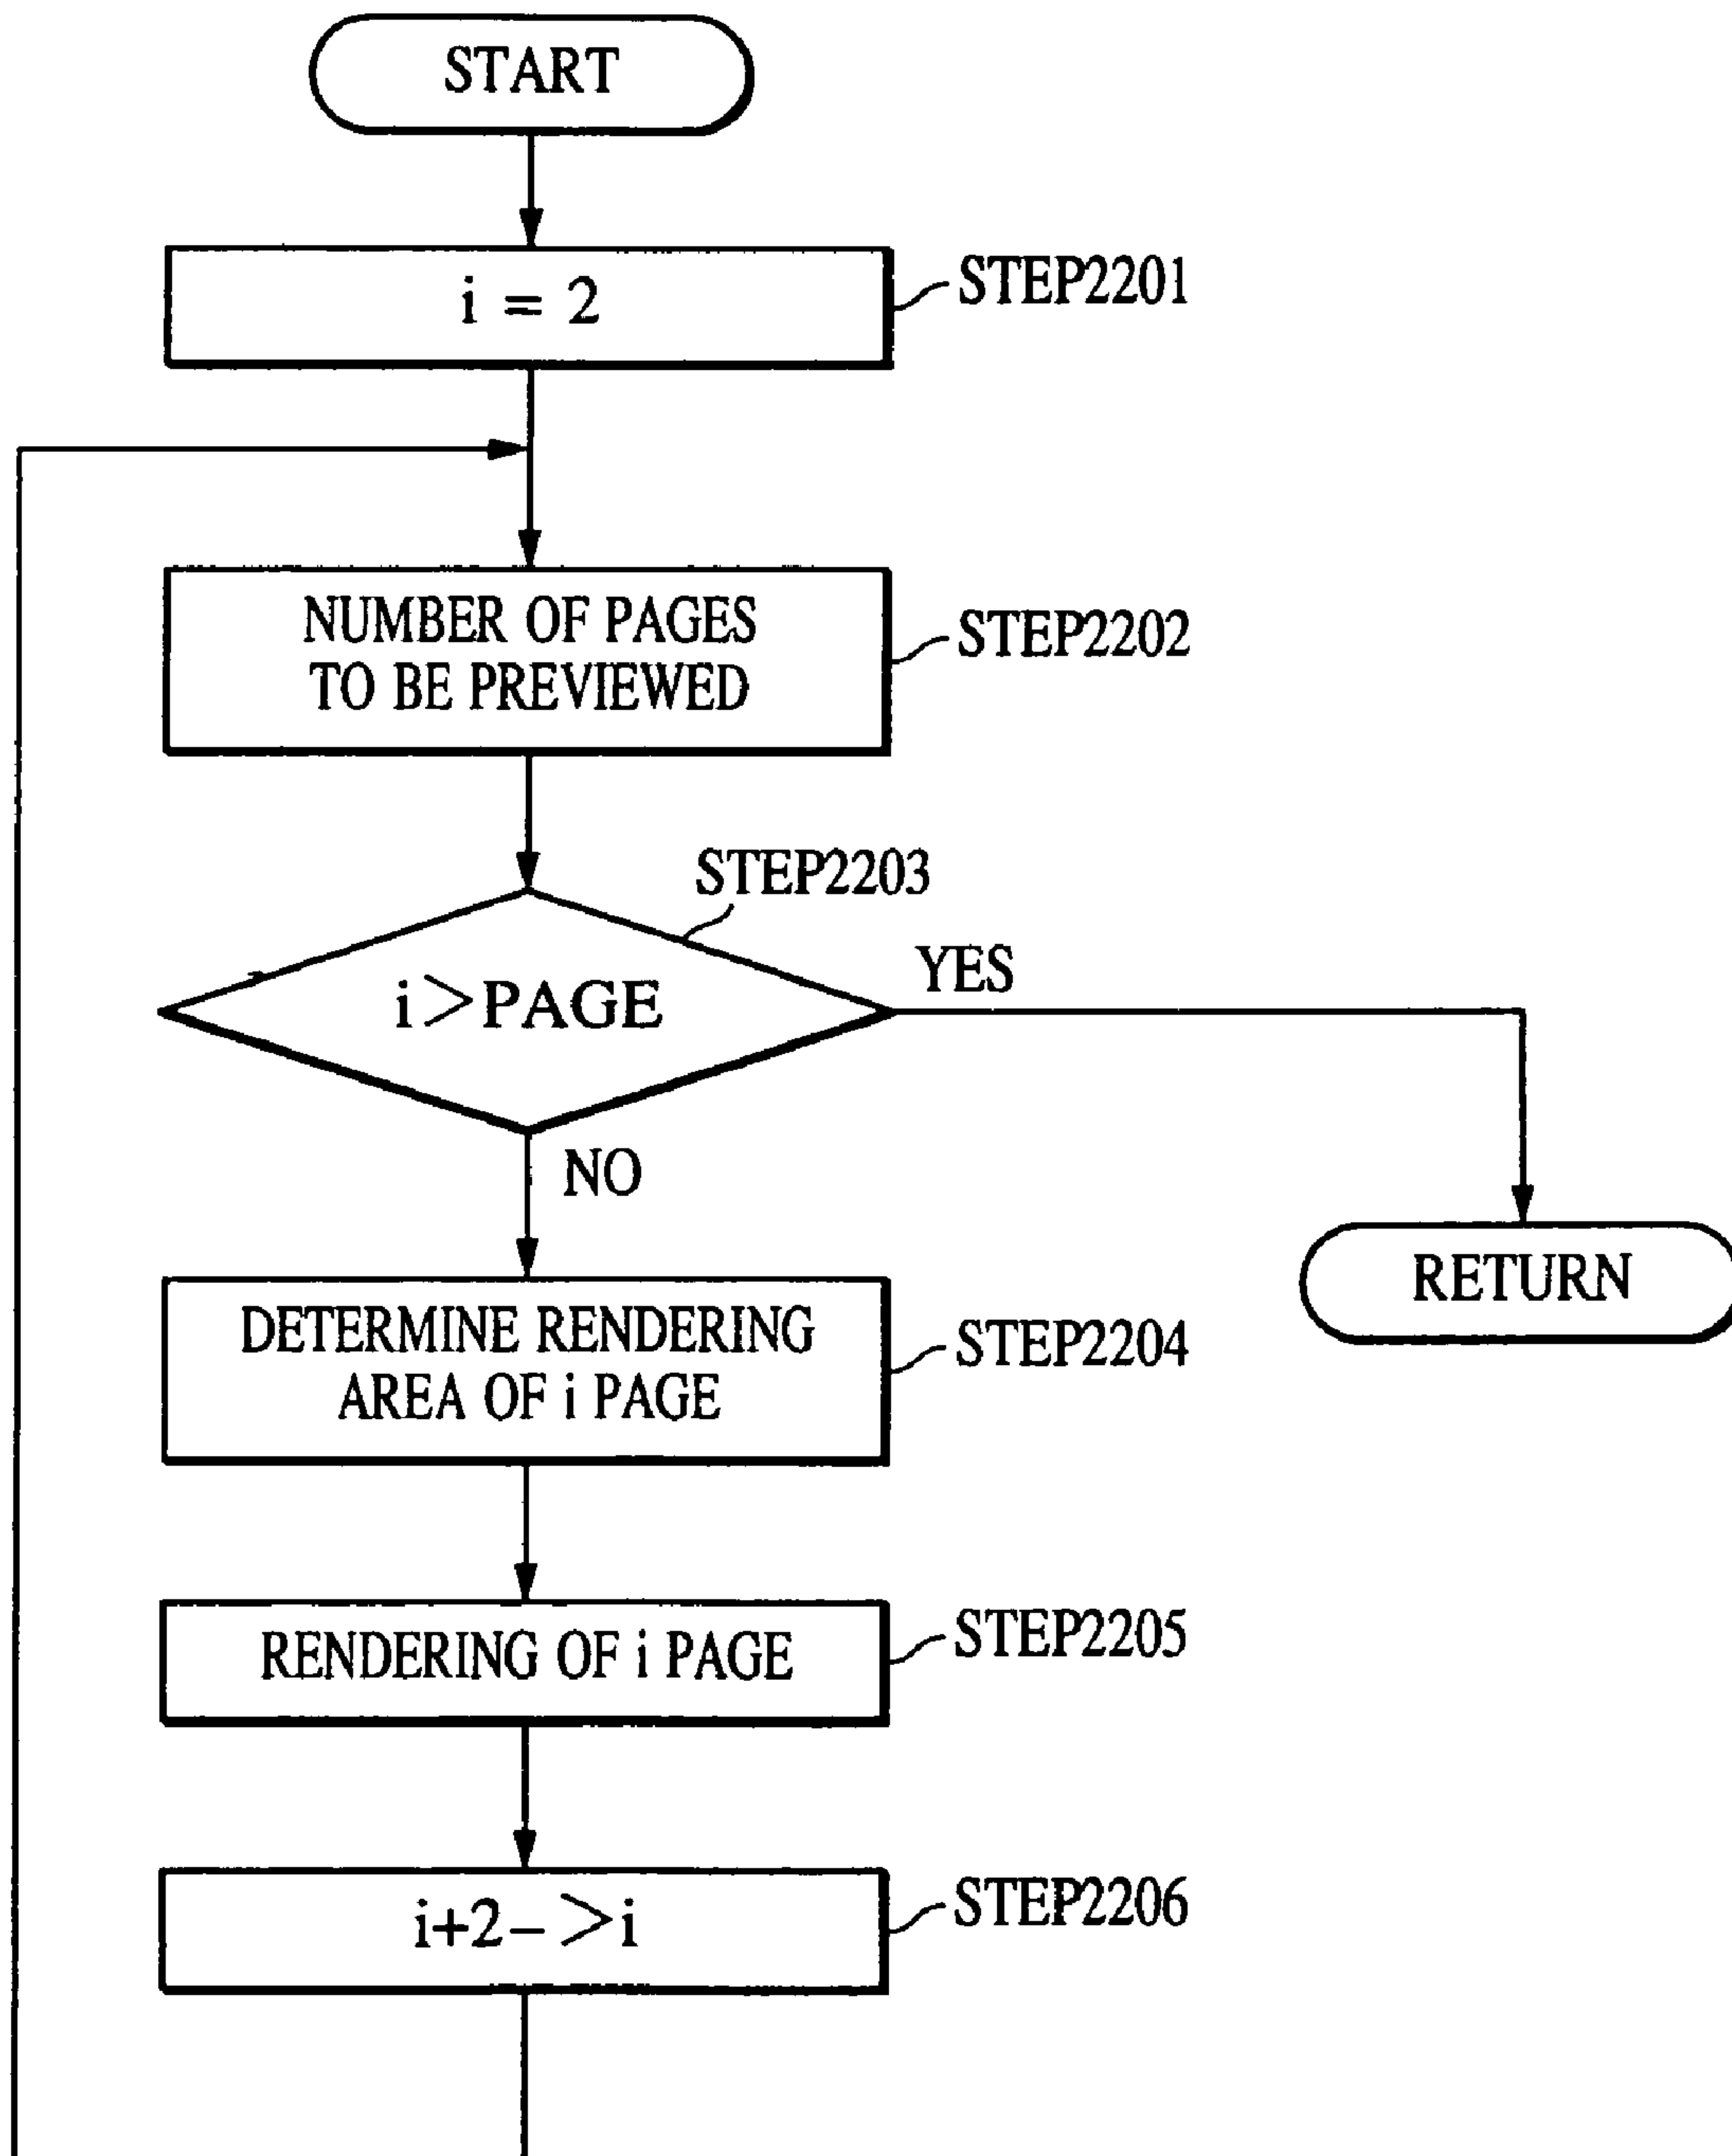 START
i = 2
STEP2201
NUMBER OF PAGES
TO BE PREVIEWED
STEP2202
STEP2203
i>PAGE
YES
NO
RETURN
DETERMINE RENDERING
AREA OF i PAGE
STEP2204
RENDERING OF i PAGE
STEP2205
i+2->i
STEP2206